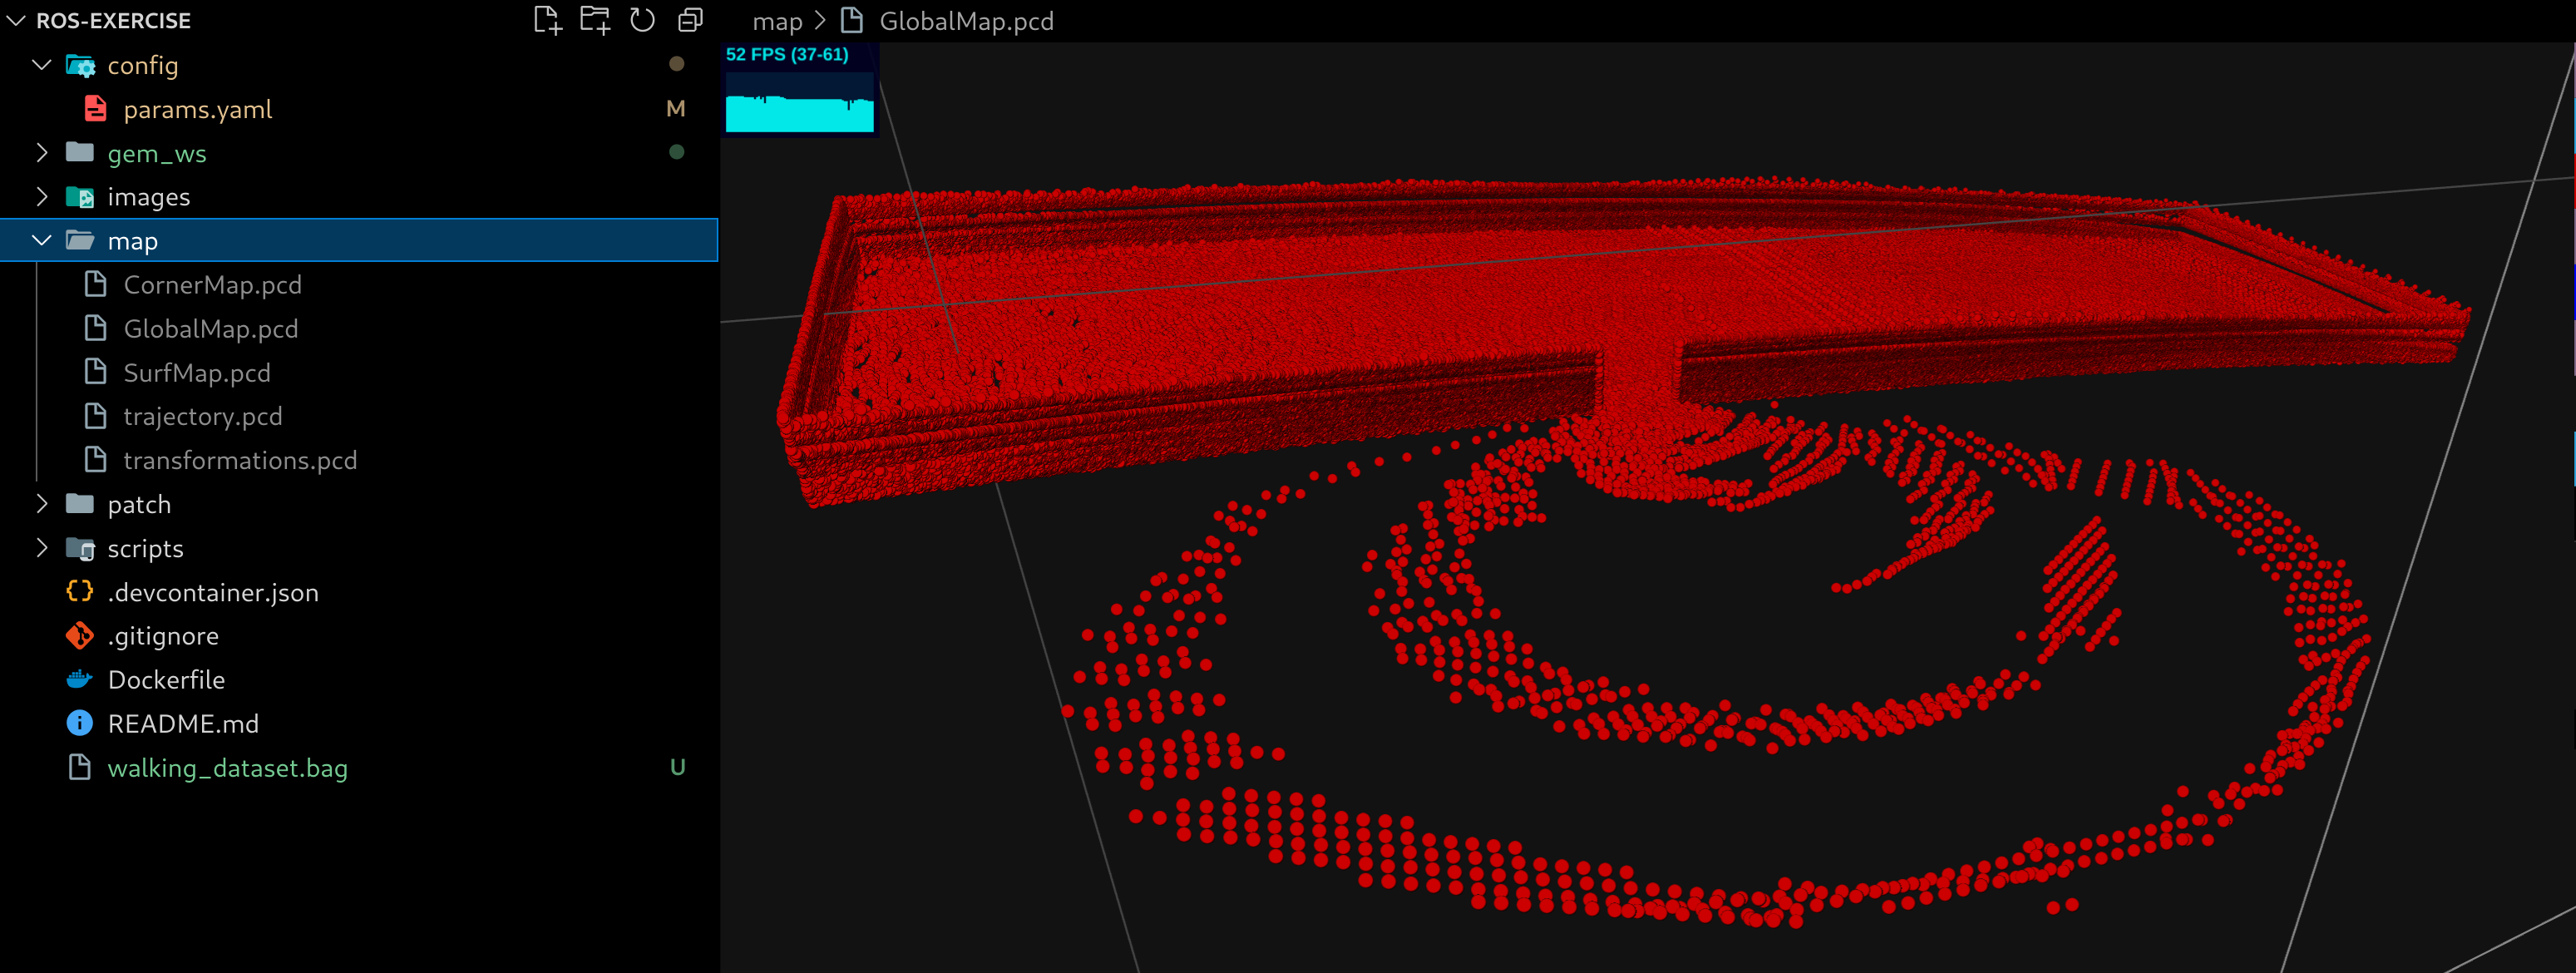 ROS-EXERCISE
config
params.yaml M
gem_ws
images
map
CornerMap.pcd
GlobalMap.pcd
SurfMap.pcd
trajectory.pcd
transformations.pcd
patch
scripts
.devcontainer.json
.gitignore
Dockerfile
README.md
walking_dataset.bag U
map > GlobalMap.pcd
52 FPS (37-61)